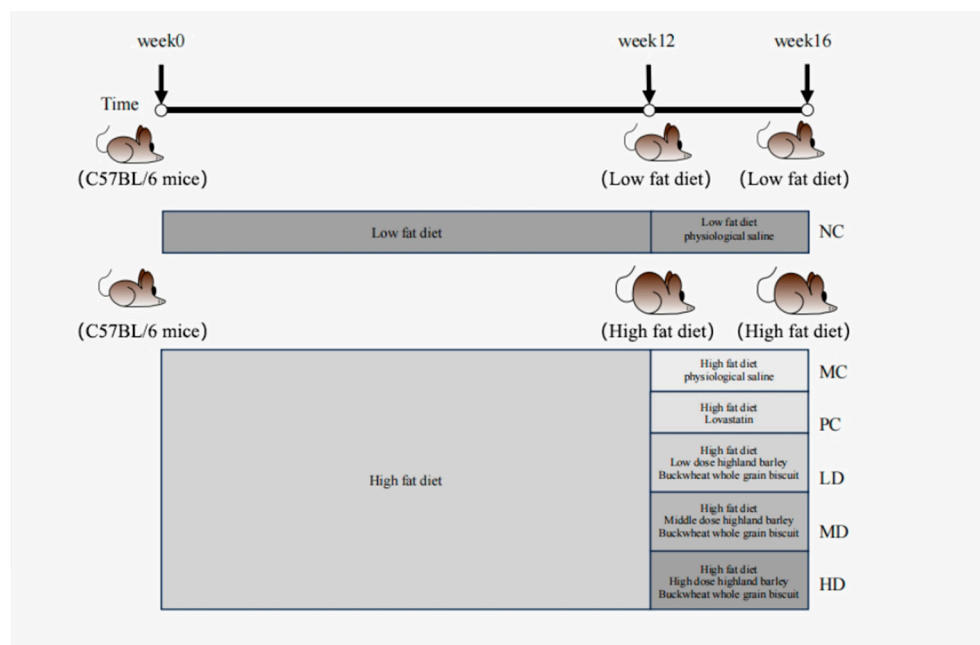 week0
week12
week16
Time
(C57BL/6 mice)
(Low fat diet)
(Low fat diet)
Low fat diet
Low fat diet
physiological saline
NC
(C57BL/6 mice)
(High fat diet)
(High fat diet)
High fat diet
High fat diet
physiological saline
MC
High fat diet
Lovastatin
PC
High fat diet
Low dose highland barley
Buckwheat whole grain biscuit
LD
High fat diet
Middle dose highland barley
Buckwheat whole grain biscuit
MD
High fat diet
High dose highland barley
Buckwheat whole grain biscuit
HD